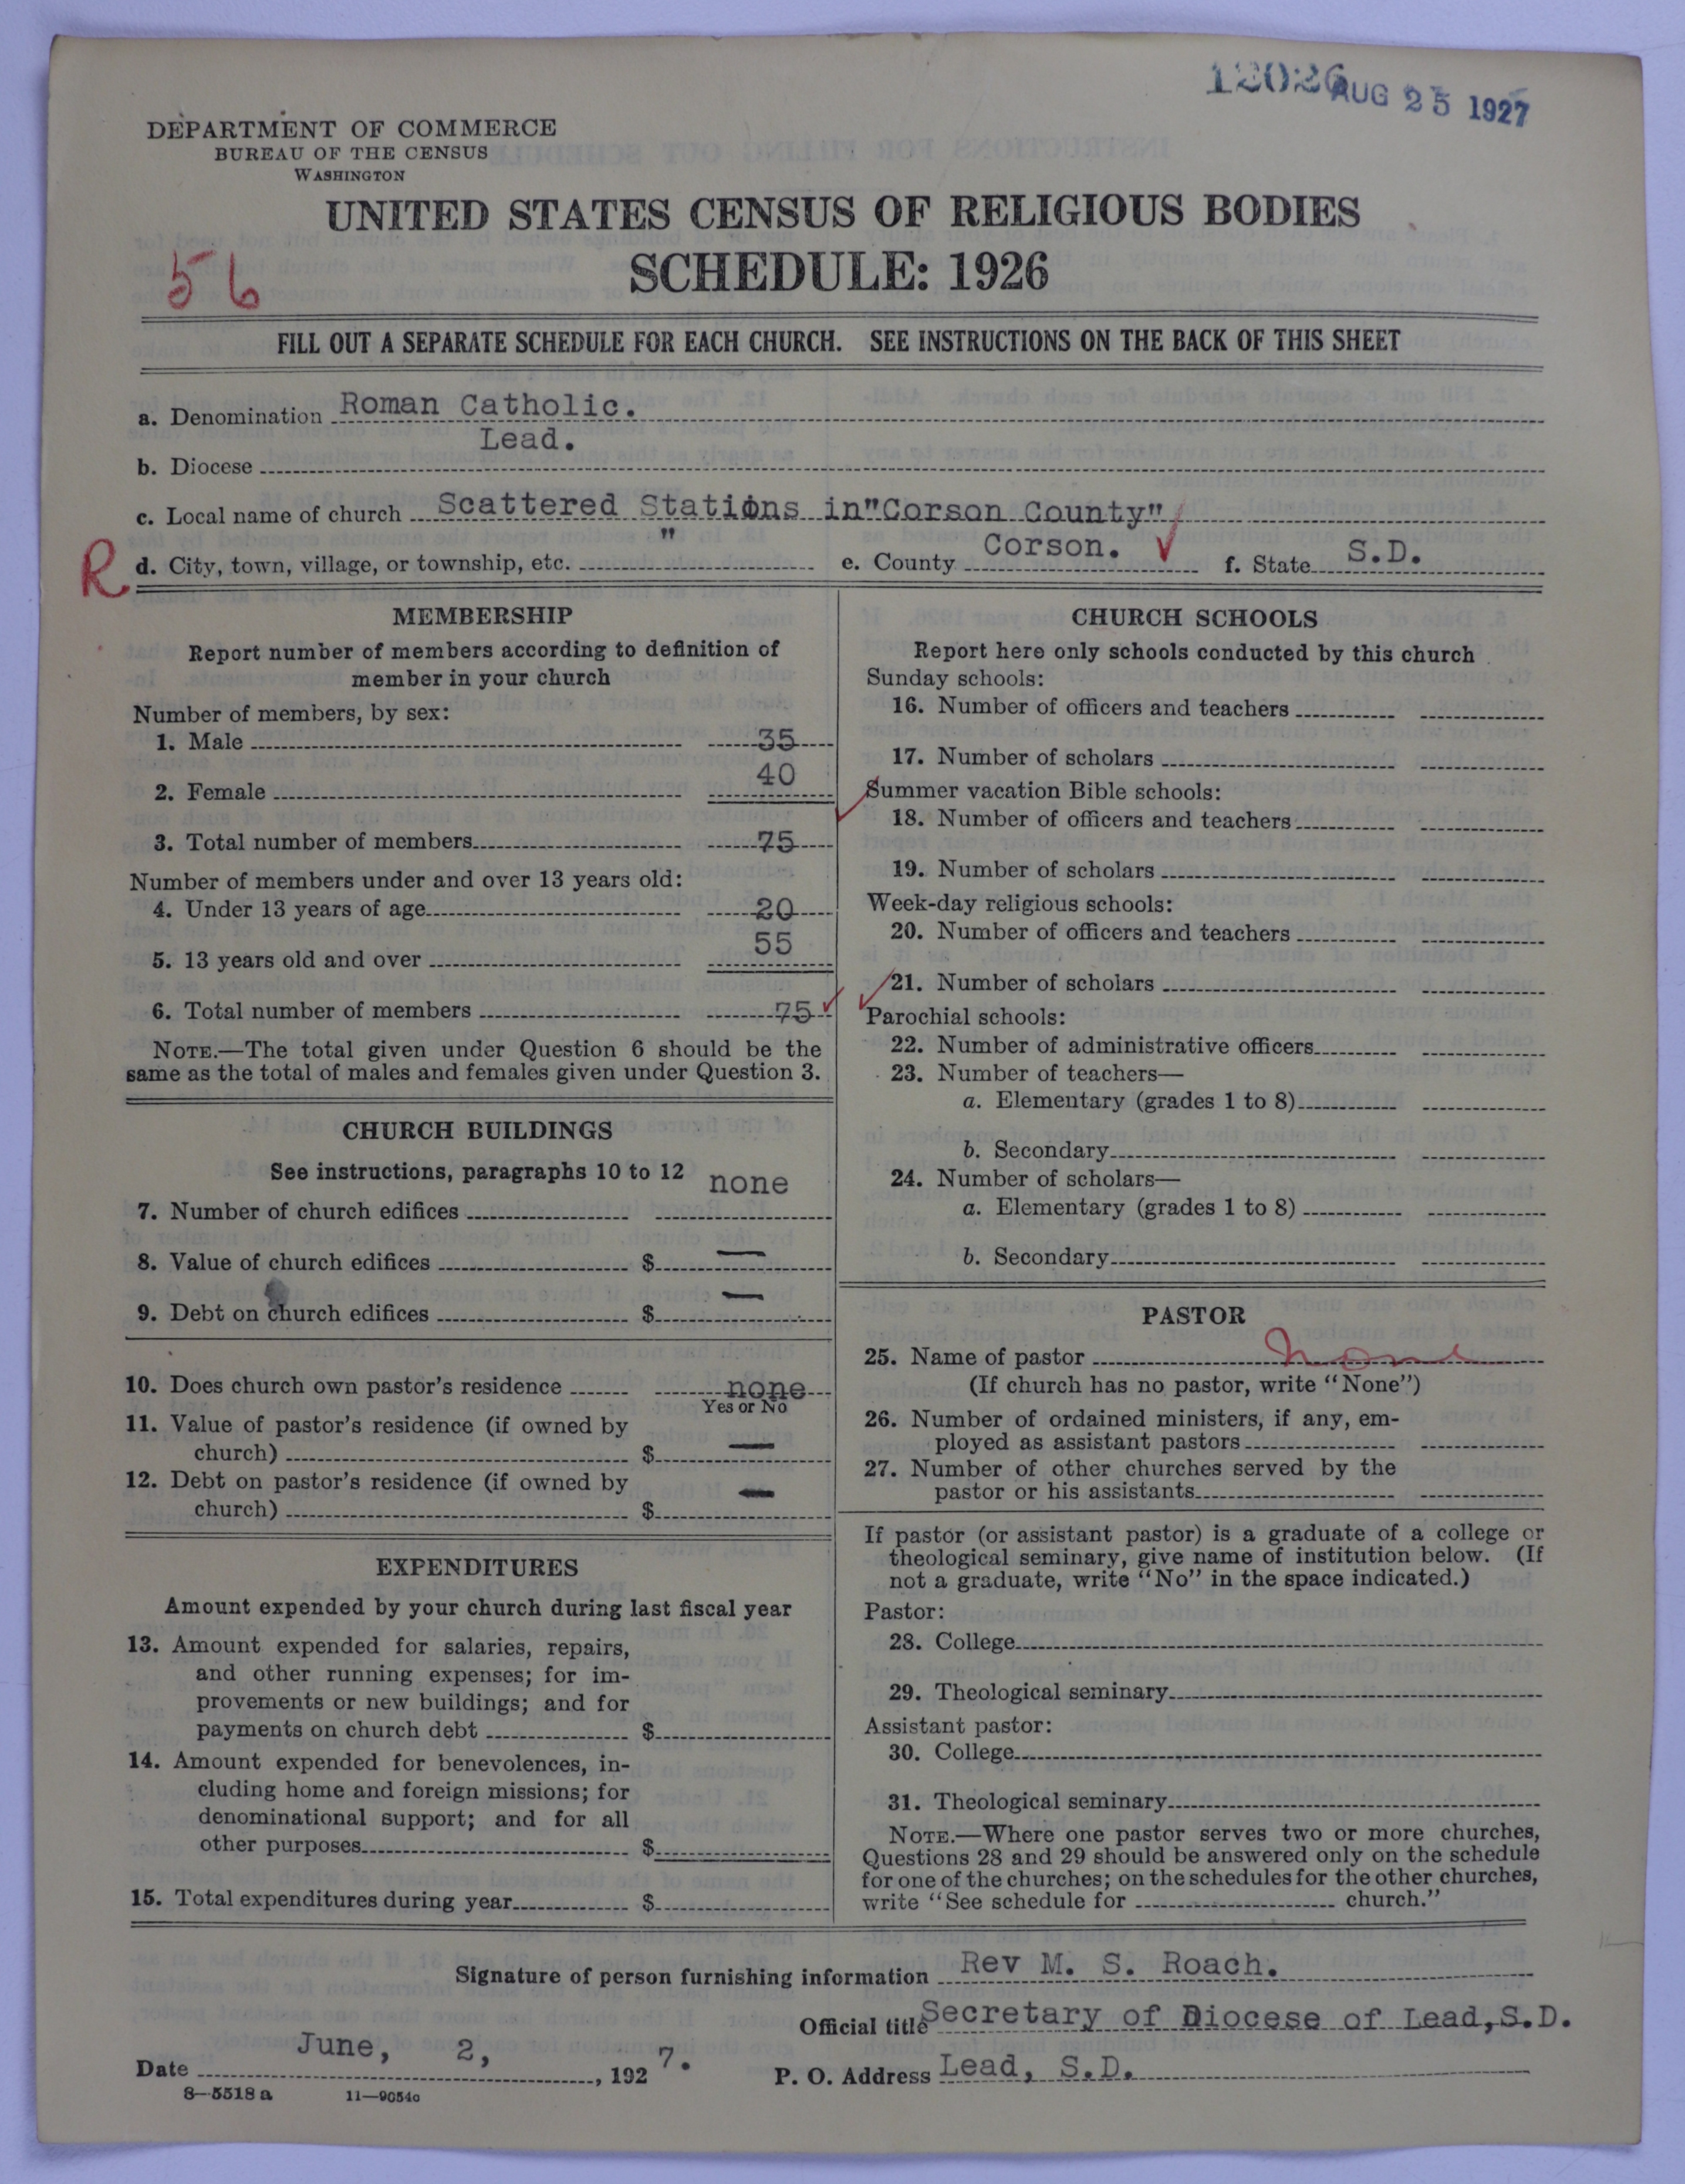 12026 AUG 25 1927
DEPARTMENT OF COMMERCE
BUREAU OF THE CENSUS
WASHINGTON
UNITED STATES CENSUS OF RELIGIOUS BODIES
SCHEDULE: 1926
56
FILL OUT A SEPARATE SCHEDULE FOR EACH CHURCH. SEE INSTRUCTIONS ON THE BACK OF THIS SHEET
a. Denomination Roman Catholic.
b. Diocese Lead.
c. Local name of church Scattered Stations in "Corson County"
R d. City, town, village, or township, etc. " e. County Corson. f. State S.D.
MEMBERSHIP
Report number of members according to definition of
member in your church
Number of members, by sex:
1. Male 35
2. Female 40
3. Total number of members 75
Number of members under and over 13 years old:
4. Under 13 years of age 20
5. 13 years old and over 55
6. Total number of members 75
NOTE.—The total given under Question 6 should be the
same as the total of males and females given under Question 3.
CHURCH BUILDINGS
See instructions, paragraphs 10 to 12
7. Number of church edifices none
8. Value of church edifices $ —
9. Debt on church edifices $ —
10. Does church own pastor's residence none
Yes or No
11. Value of pastor's residence (if owned by
church) $ —
12. Debt on pastor's residence (if owned by
church) $ —
EXPENDITURES
Amount expended by your church during last fiscal year
13. Amount expended for salaries, repairs,
and other running expenses; for im-
provements or new buildings; and for
payments on church debt $
14. Amount expended for benevolences, in-
cluding home and foreign missions; for
denominational support; and for all
other purposes $
15. Total expenditures during year $
CHURCH SCHOOLS
Report here only schools conducted by this church
Sunday schools:
16. Number of officers and teachers
17. Number of scholars
Summer vacation Bible schools:
18. Number of officers and teachers
19. Number of scholars
Week-day religious schools:
20. Number of officers and teachers
21. Number of scholars
Parochial schools:
22. Number of administrative officers
23. Number of teachers—
a. Elementary (grades 1 to 8)
b. Secondary
24. Number of scholars—
a. Elementary (grades 1 to 8)
b. Secondary
PASTOR
25. Name of pastor None
(If church has no pastor, write "None")
26. Number of ordained ministers, if any, em-
ployed as assistant pastors
27. Number of other churches served by the
pastor or his assistants
If pastor (or assistant pastor) is a graduate of a college or
theological seminary, give name of institution below. (If
not a graduate, write "No" in the space indicated.)
Pastor:
28. College
29. Theological seminary
Assistant pastor:
30. College
31. Theological seminary
NOTE.—Where one pastor serves two or more churches,
Questions 28 and 29 should be answered only on the schedule
for one of the churches; on the schedules for the other churches,
write "See schedule for church."
Signature of person furnishing information Rev M. S. Roach.
Official title Secretary of Diocese of Lead,S.D.
Date June, 2, , 1927. P. O. Address Lead, S.D.
8—5518 a 11—9054a